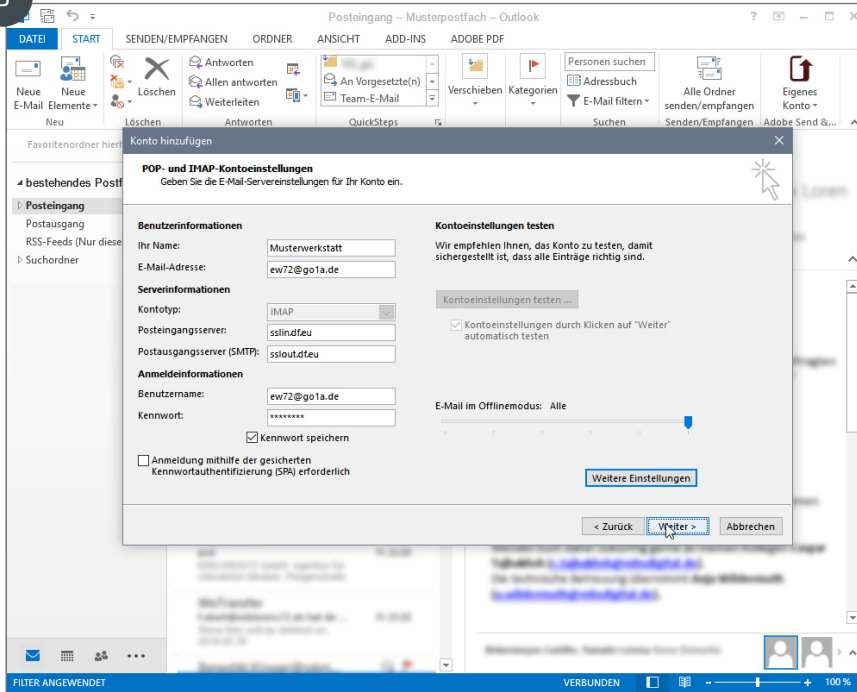 Posteingang – Musterpostfach – Outlook
DATEI START SENDEN/EMPFANGEN ORDNER ANSICHT ADD-INS ADOBE PDF
Neue E-Mail
Neue Elemente
Neu
Löschen
Löschen
Antworten
Allen antworten
Weiterleiten
Antworten
An Vorgesetzte(n)
Team-E-Mail
QuickSteps
Verschieben
Kategorien
Personen suchen
Adressbuch
E-Mail filtern
Suchen
Alle Ordner senden/empfangen
Senden/Empfangen
Eigenes Konto
Adobe Send &...
Favoritenordner hierh
bestehendes Postf
Posteingang
Postausgang
RSS-Feeds (Nur diese
Suchordner
Konto hinzufügen
POP- und IMAP-Kontoeinstellungen
Geben Sie die E-Mail-Servereinstellungen für Ihr Konto ein.
Benutzerinformationen
Ihr Name: Musterwerkstatt
E-Mail-Adresse: ew72@go1a.de
Serverinformationen
Kontotyp: IMAP
Posteingangsserver: sslin.df.eu
Postausgangsserver (SMTP): sslout.df.eu
Anmeldeinformationen
Benutzername: ew72@go1a.de
Kennwort: ********
Kennwort speichern
Anmeldung mithilfe der gesicherten
Kennwortauthentifizierung (SPA) erforderlich
Kontoeinstellungen testen
Wir empfehlen Ihnen, das Konto zu testen, damit
sichergestellt ist, dass alle Einträge richtig sind.
Kontoeinstellungen testen ...
Kontoeinstellungen durch Klicken auf "Weiter"
automatisch testen
E-Mail im Offlinemodus: Alle
Weitere Einstellungen
< Zurück Weiter > Abbrechen
FILTER ANGEWENDET VERBUNDEN 100 %